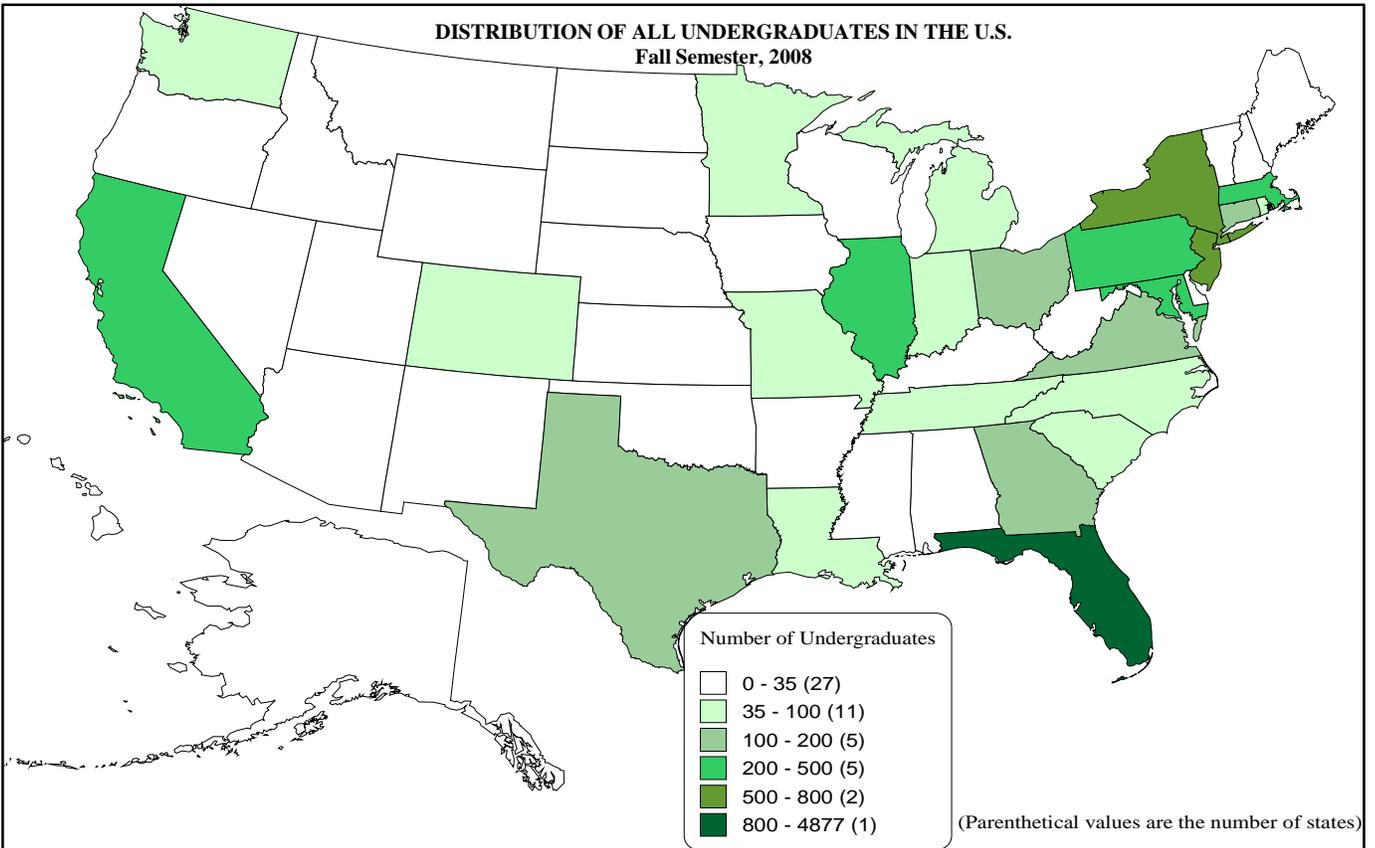 DISTRIBUTION OF ALL UNDERGRADUATES IN THE U.S.
Fall Semester, 2008
Number of Undergraduates
0 - 35 (27)
35 - 100 (11)
100 - 200 (5)
200 - 500 (5)
500 - 800 (2)
800 - 4877 (1)
(Parenthetical values are the number of states)